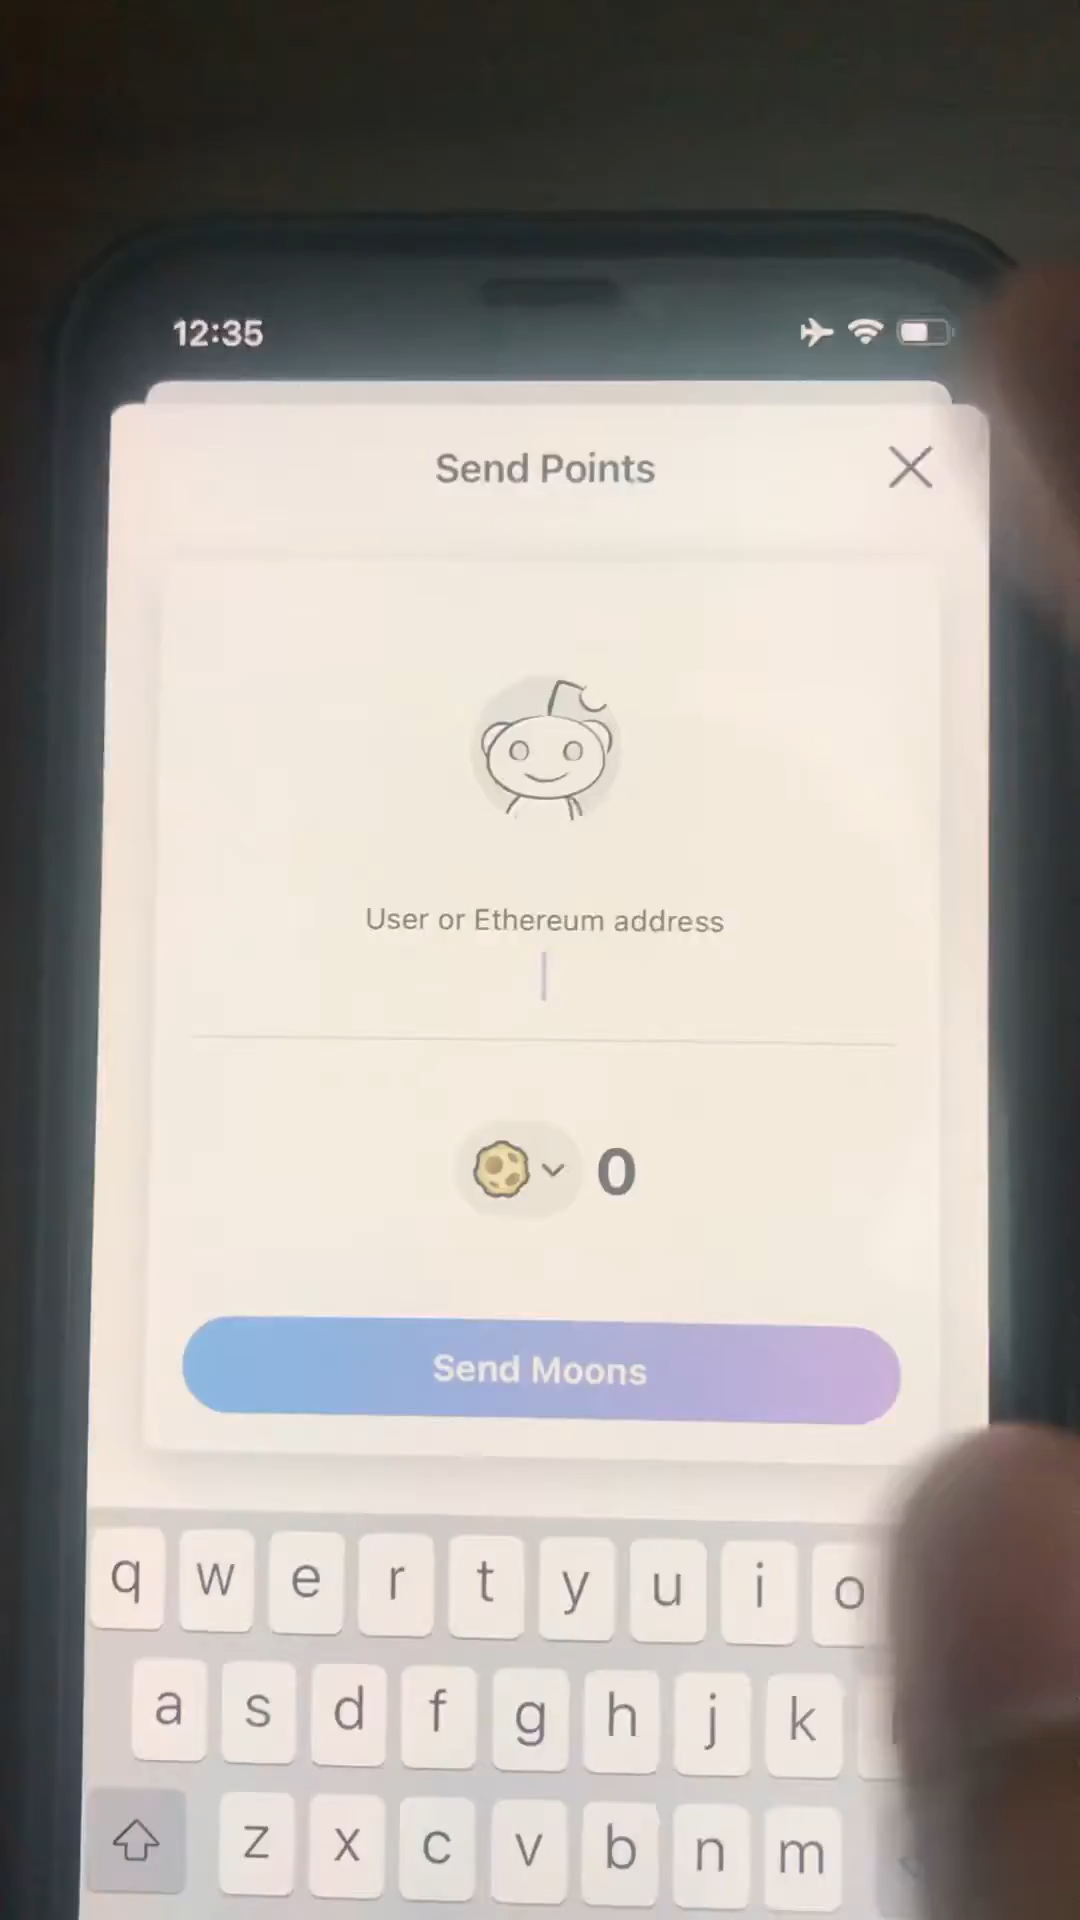 12:35
Send Points
User or Ethereum address
0
Send Moons
q w e r t y u i o
a s d f g h j k
z x c v b n m